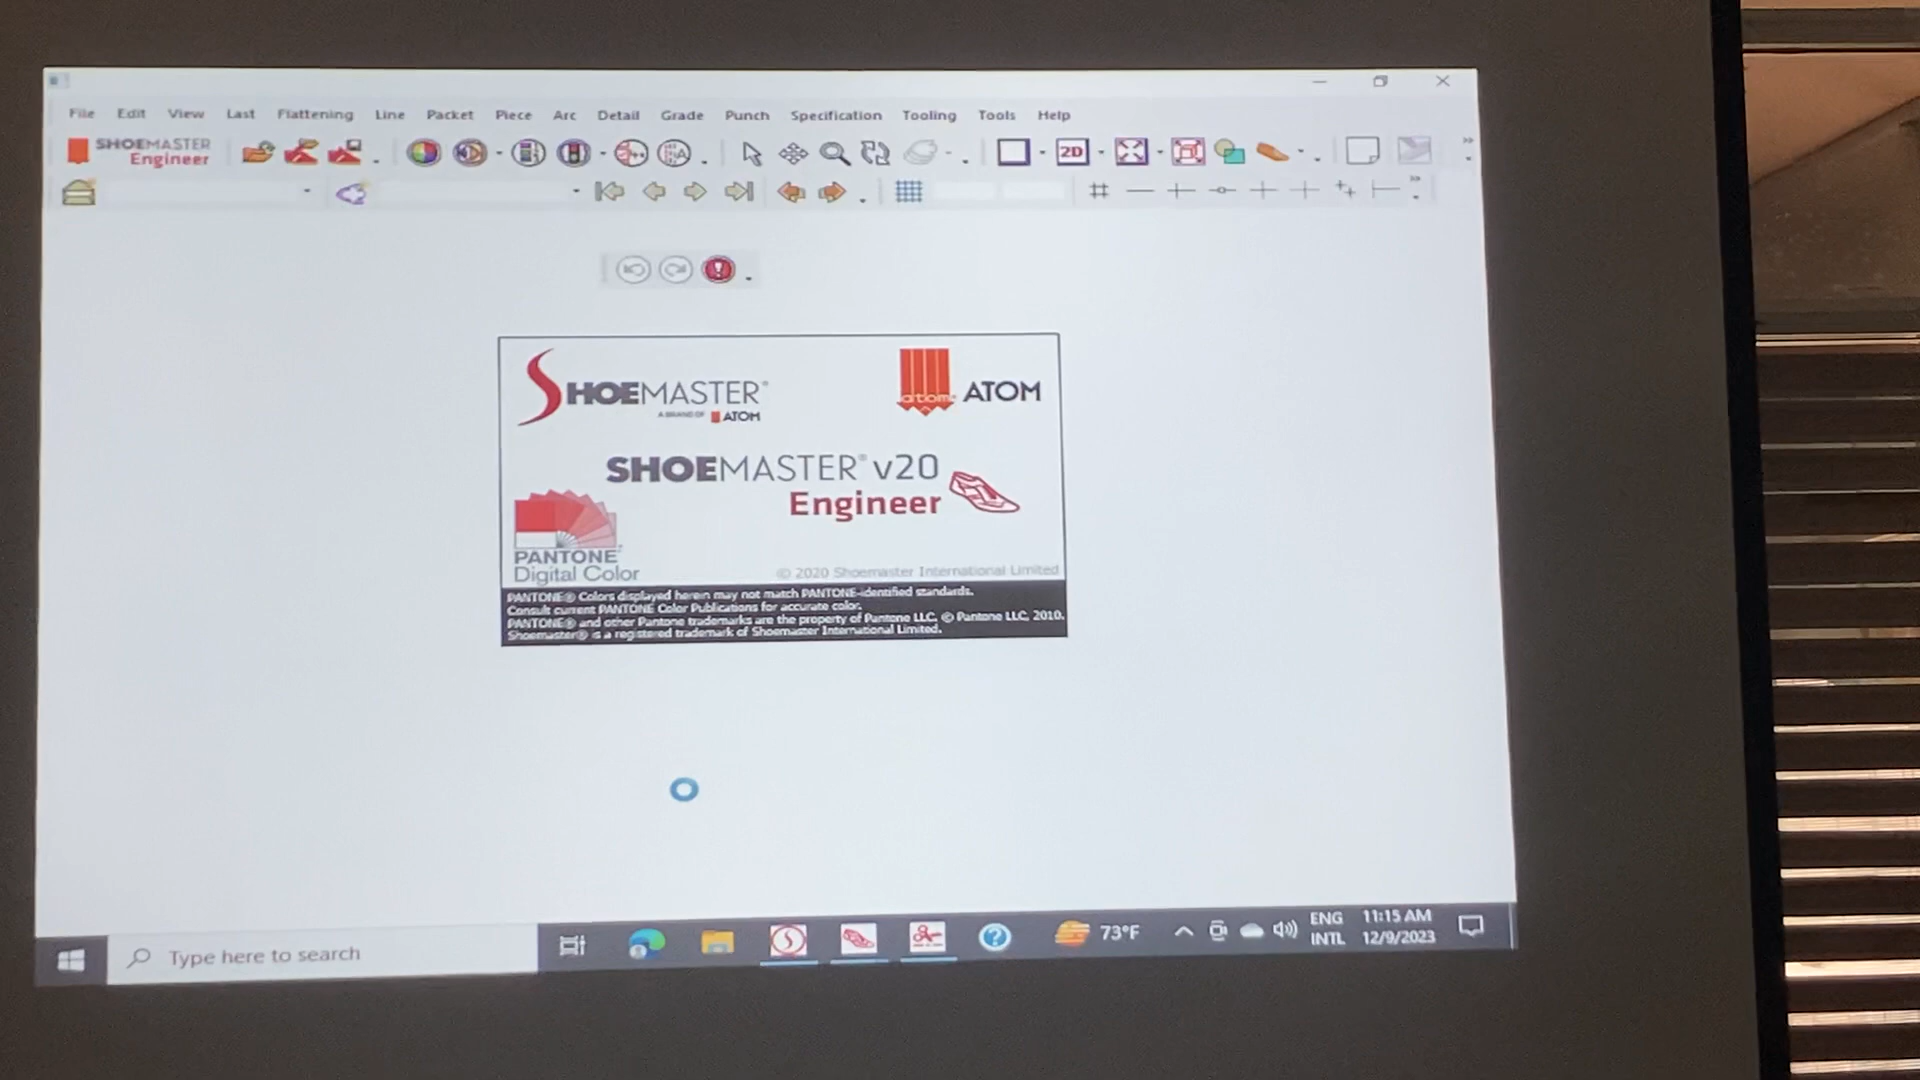 File Edit View Last Flattening Line Packet Piece Arc Detail Grade Punch Specification Tooling Tools Help
SHOEMASTER
Engineer
2D
SHOEMASTER®
A BRAND OF ATOM
atom ATOM
SHOEMASTER® v20
Engineer
PANTONE®
Digital Color
© 2020 Shoemaster International Limited
PANTONE® Colors displayed herein may not match PANTONE-identified standards.
Consult current PANTONE Color Publications for accurate color.
PANTONE® and other Pantone trademarks are the property of Pantone LLC. © Pantone LLC, 2010.
Shoemaster® is a registered trademark of Shoemaster International Limited.
Type here to search
73°F
ENG
INTL
11:15 AM
12/9/2023